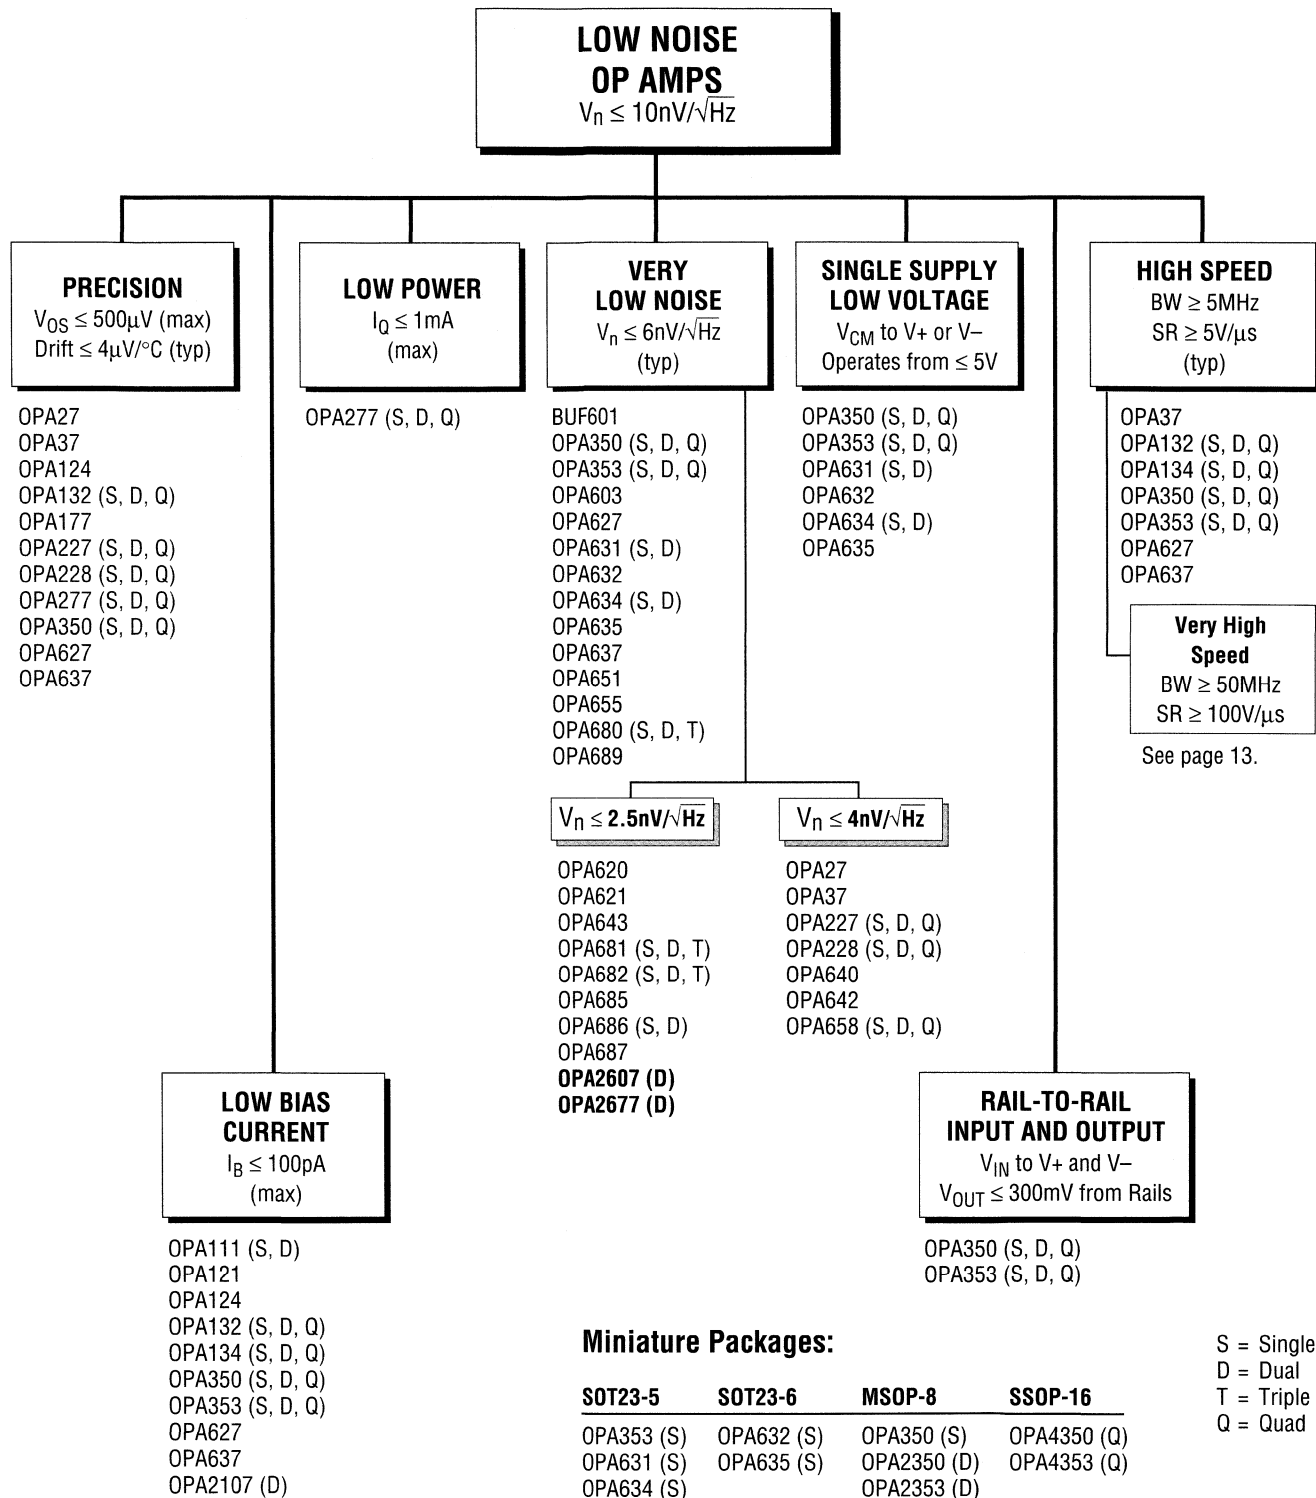 LOW NOISE
OP AMPS
Vn ≤ 10nV/√Hz
PRECISION
VOS ≤ 500µV (max)
Drift ≤ 4µV/°C (typ)
OPA27
OPA37
OPA124
OPA132 (S, D, Q)
OPA177
OPA227 (S, D, Q)
OPA228 (S, D, Q)
OPA277 (S, D, Q)
OPA350 (S, D, Q)
OPA627
OPA637
LOW POWER
IQ ≤ 1mA
(max)
OPA277 (S, D, Q)
VERY
LOW NOISE
Vn ≤ 6nV/√Hz
(typ)
BUF601
OPA350 (S, D, Q)
OPA353 (S, D, Q)
OPA603
OPA627
OPA631 (S, D)
OPA632
OPA634 (S, D)
OPA635
OPA637
OPA651
OPA655
OPA680 (S, D, T)
OPA689
Vn ≤ 2.5nV/√Hz
OPA620
OPA621
OPA643
OPA681 (S, D, T)
OPA682 (S, D, T)
OPA685
OPA686 (S, D)
OPA687
OPA2607 (D)
OPA2677 (D)
Vn ≤ 4nV/√Hz
OPA27
OPA37
OPA227 (S, D, Q)
OPA228 (S, D, Q)
OPA640
OPA642
OPA658 (S, D, Q)
SINGLE SUPPLY
LOW VOLTAGE
VCM to V+ or V–
Operates from ≤ 5V
OPA350 (S, D, Q)
OPA353 (S, D, Q)
OPA631 (S, D)
OPA632
OPA634 (S, D)
OPA635
HIGH SPEED
BW ≥ 5MHz
SR ≥ 5V/µs
(typ)
OPA37
OPA132 (S, D, Q)
OPA134 (S, D, Q)
OPA350 (S, D, Q)
OPA353 (S, D, Q)
OPA627
OPA637
Very High
Speed
BW ≥ 50MHz
SR ≥ 100V/µs
See page 13.
LOW BIAS
CURRENT
IB ≤ 100pA
(max)
OPA111 (S, D)
OPA121
OPA124
OPA132 (S, D, Q)
OPA134 (S, D, Q)
OPA350 (S, D, Q)
OPA353 (S, D, Q)
OPA627
OPA637
OPA2107 (D)
RAIL-TO-RAIL
INPUT AND OUTPUT
VIN to V+ and V–
VOUT ≤ 300mV from Rails
OPA350 (S, D, Q)
OPA353 (S, D, Q)
Miniature Packages:
SOT23-5 SOT23-6 MSOP-8 SSOP-16
OPA353 (S) OPA632 (S) OPA350 (S) OPA4350 (Q)
OPA631 (S) OPA635 (S) OPA2350 (D) OPA4353 (Q)
OPA634 (S) OPA2353 (D)
S = Single
D = Dual
T = Triple
Q = Quad